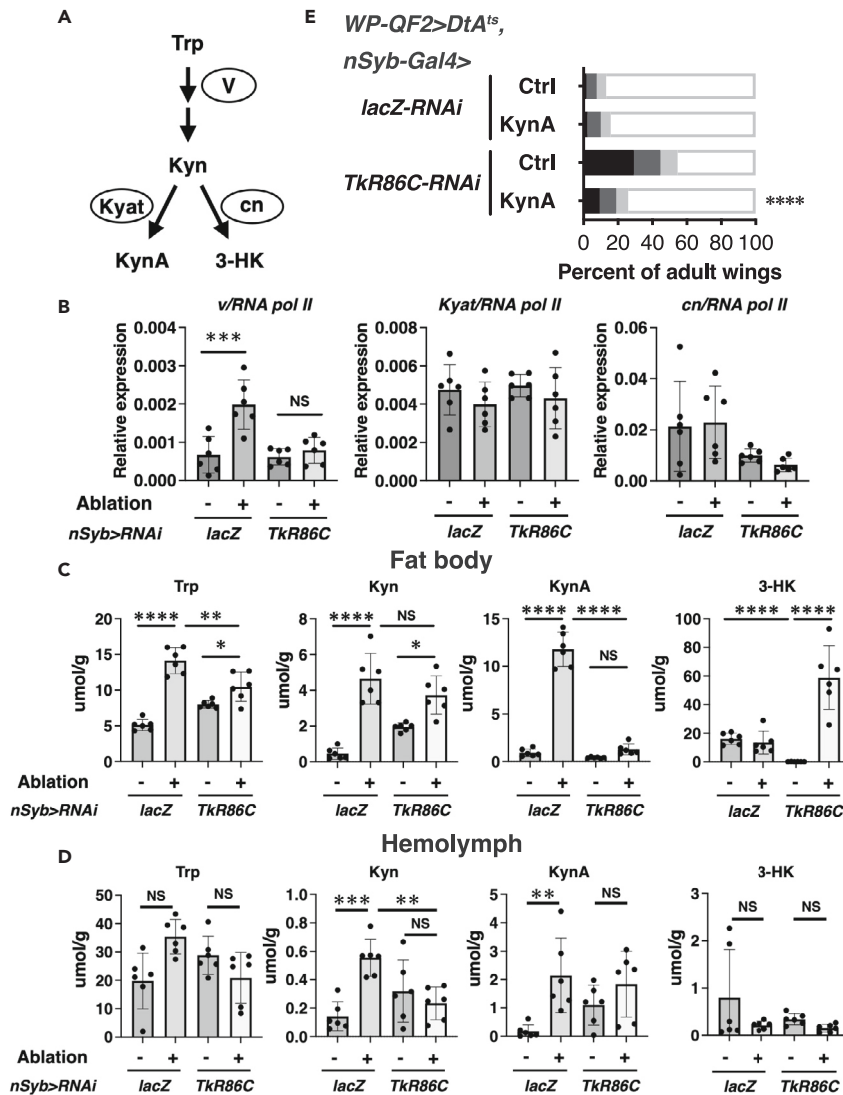 A
Trp
V
Kyn
Kyat
cn
KynA 3-HK
E
WP-QF2>DtAᵗˢ,
nSyb-Gal4>
lacZ-RNAi
Ctrl
KynA
TkR86C-RNAi
Ctrl
KynA
****
0 20 40 60 80 100
Percent of adult wings
B
v/RNA pol II
Relative expression
0.004
0.003
0.002
0.001
0.000
***
NS
Kyat/RNA pol II
Relative expression
0.008
0.006
0.004
0.002
0.000
cn/RNA pol II
Relative expression
0.06
0.04
0.02
0.00
Ablation - + - + - + - + - + - +
nSyb>RNAi lacZ TkR86C lacZ TkR86C lacZ TkR86C
Fat body
C
Trp
umol/g
20
15
10
5
0
**** **
*
Kyn
umol/g
8
6
4
2
0
**** NS
*
KynA
umol/g
15
10
5
0
**** ****
NS
3-HK
umol/g
100
80
60
40
20
0
**** ****
Ablation - + - + - + - + - + - + - + - +
nSyb>RNAi lacZ TkR86C lacZ TkR86C lacZ TkR86C lacZ TkR86C
Hemolymph
D
Trp
umol/g
50
40
30
20
10
0
NS NS
Kyn
umol/g
1.0
0.8
0.6
0.4
0.2
0.0
*** **
NS
KynA
umol/g
5
4
3
2
1
0
** NS
3-HK
umol/g
3
2
1
0
NS NS
Ablation - + - + - + - + - + - + - + - +
nSyb>RNAi lacZ TkR86C lacZ TkR86C lacZ TkR86C lacZ TkR86C